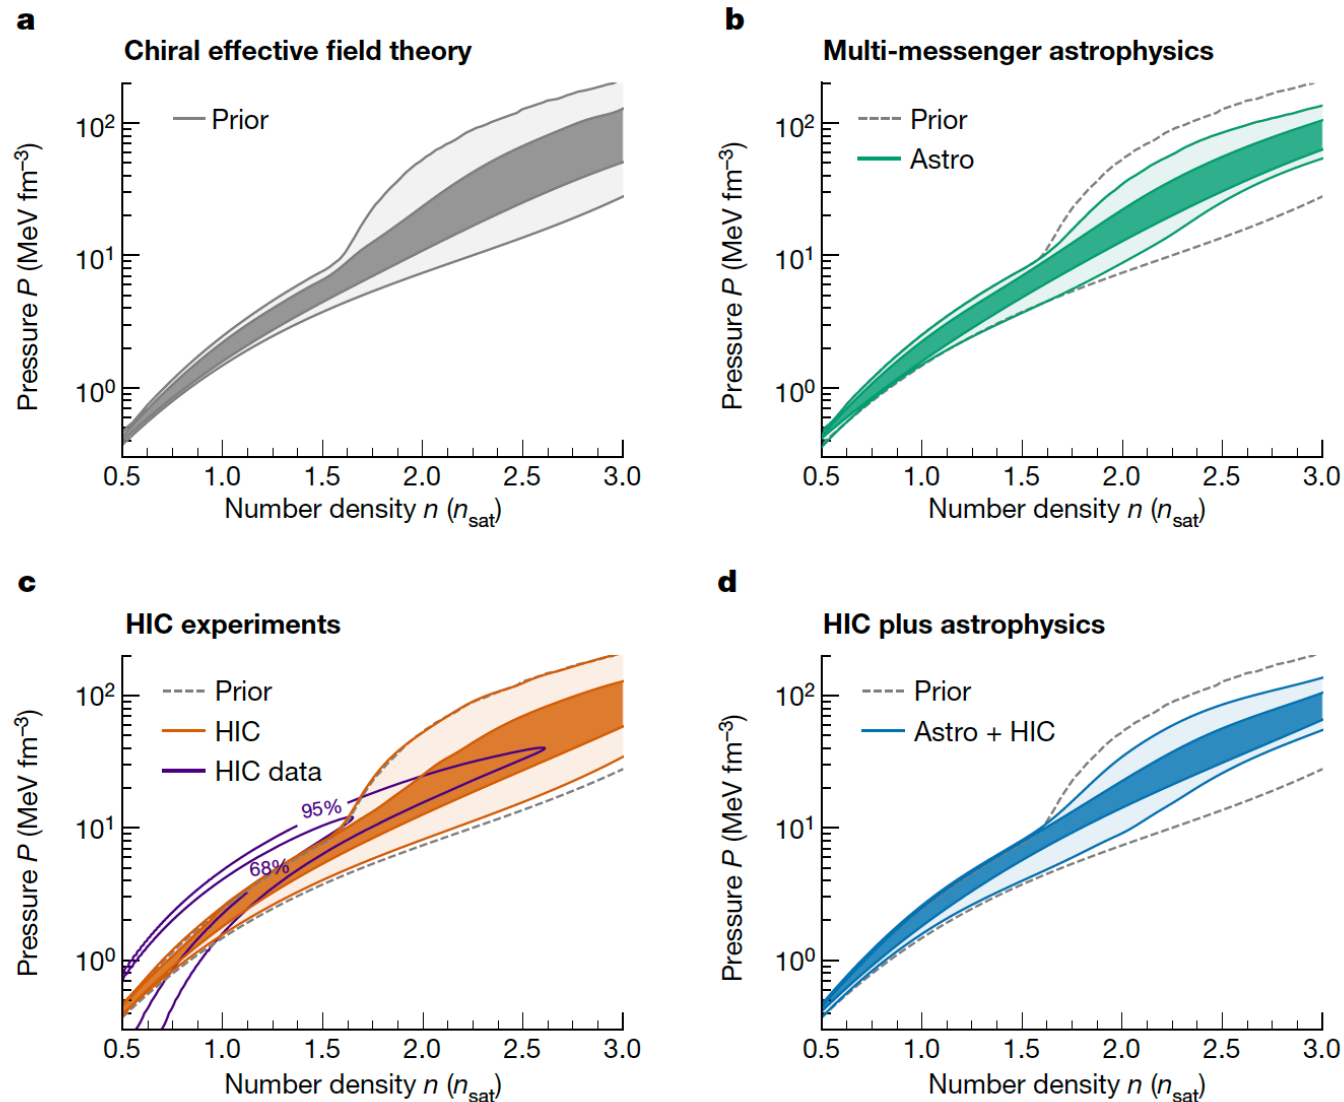 a
Chiral effective field theory
Prior
10²
10¹
10⁰
Pressure P (MeV fm⁻³)
0.5 1.0 1.5 2.0 2.5 3.0
Number density n (nsat)
b
Multi-messenger astrophysics
Prior
Astro
10²
10¹
10⁰
Pressure P (MeV fm⁻³)
0.5 1.0 1.5 2.0 2.5 3.0
Number density n (nsat)
c
HIC experiments
Prior
HIC
HIC data
95%
68%
10²
10¹
10⁰
Pressure P (MeV fm⁻³)
0.5 1.0 1.5 2.0 2.5 3.0
Number density n (nsat)
d
HIC plus astrophysics
Prior
Astro + HIC
10²
10¹
10⁰
Pressure P (MeV fm⁻³)
0.5 1.0 1.5 2.0 2.5 3.0
Number density n (nsat)